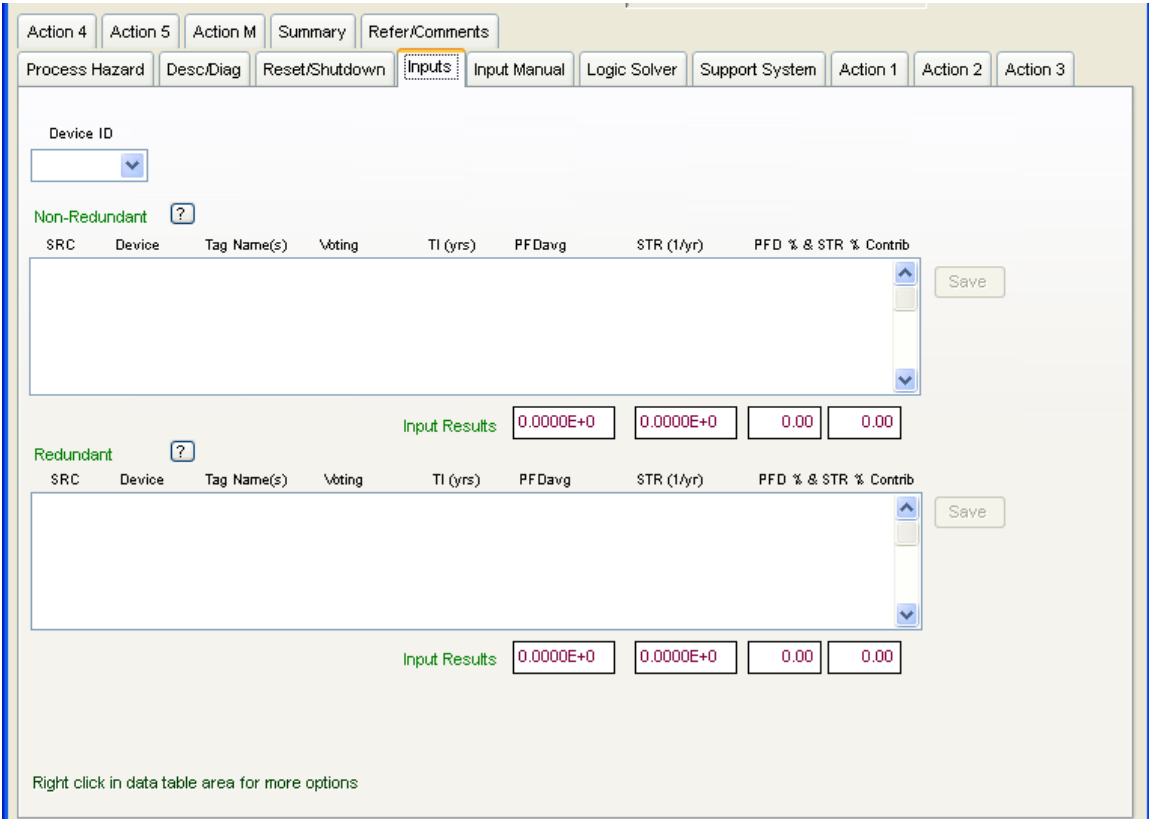 Action 4 Action 5 Action M Summary Refer/Comments
Process Hazard Desc/Diag Reset/Shutdown Inputs Input Manual Logic Solver Support System Action 1 Action 2 Action 3
Device ID
Non-Redundant ?
SRC Device Tag Name(s) Voting TI (yrs) PFDavg STR (1/yr) PFD % & STR % Contrib
Save
Input Results 0.0000E+0 0.0000E+0 0.00 0.00
Redundant ?
SRC Device Tag Name(s) Voting TI (yrs) PFDavg STR (1/yr) PFD % & STR % Contrib
Save
Input Results 0.0000E+0 0.0000E+0 0.00 0.00
Right click in data table area for more options